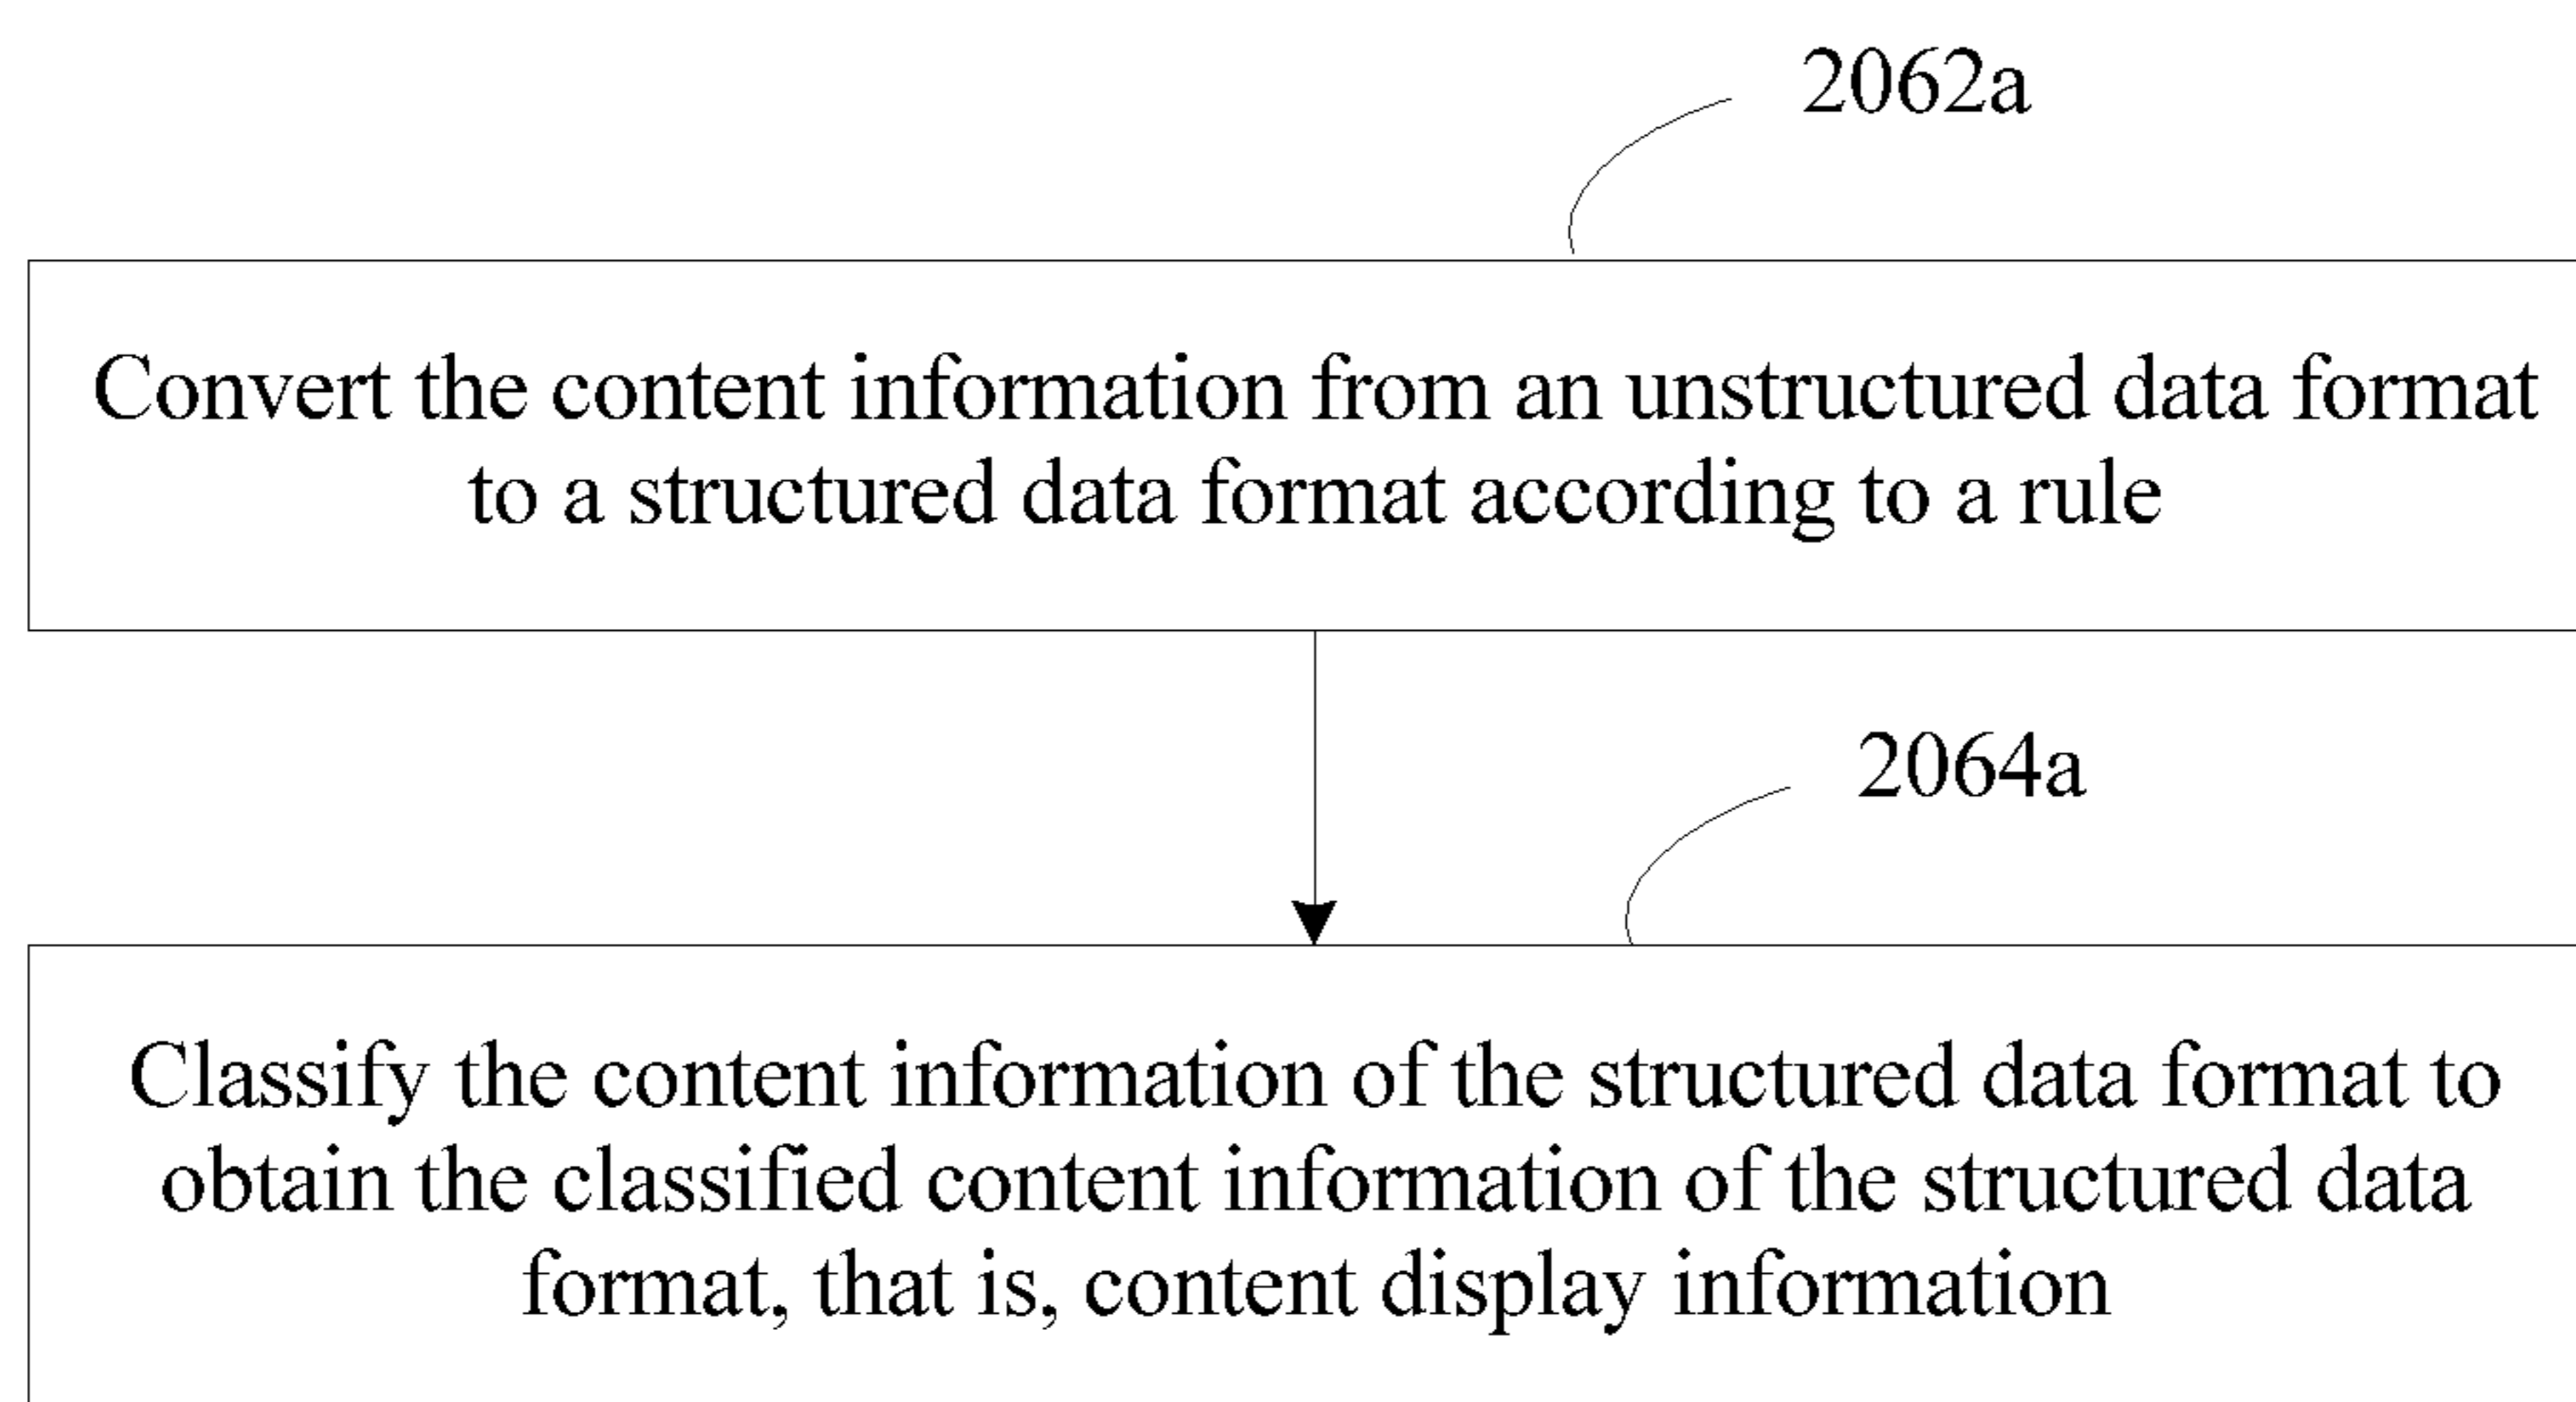 2062a
Convert the content information from an unstructured data format
to a structured data format according to a rule
2064a
Classify the content information of the structured data format to
obtain the classified content information of the structured data
format, that is, content display information